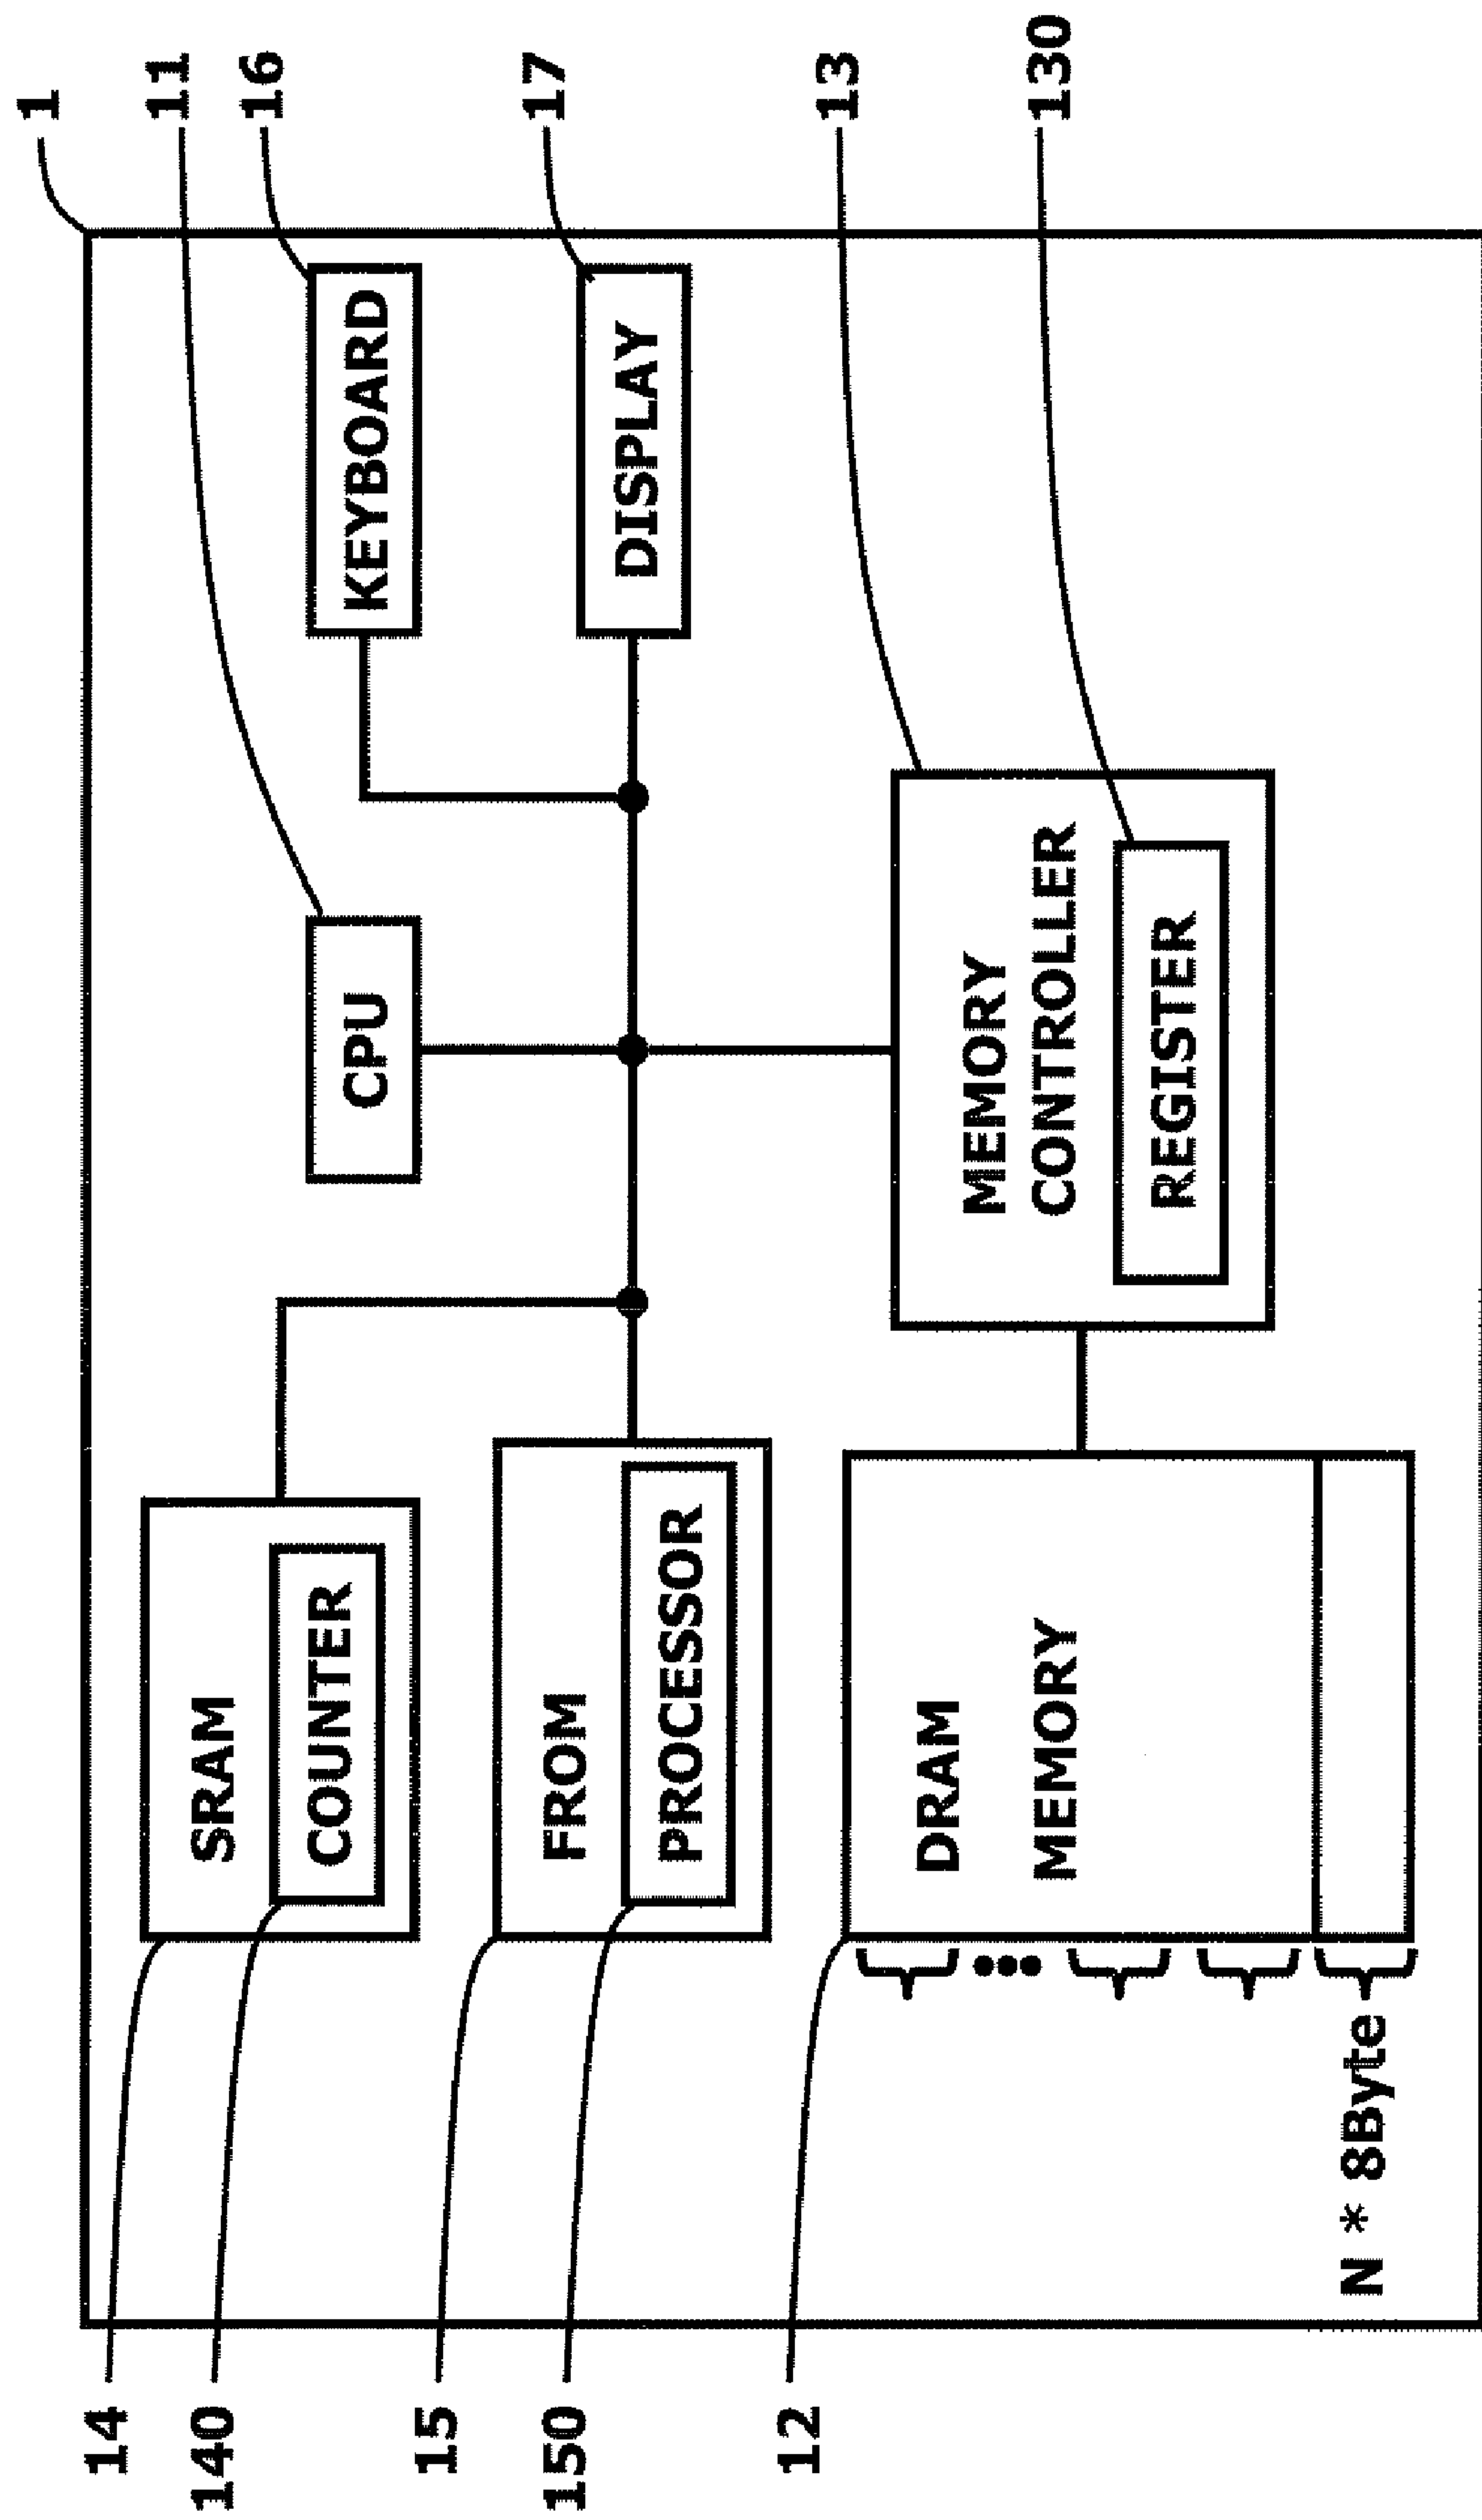 1
11
16
17
13
130
14
140
15
150
12
SRAM
COUNTER
CPU
KEYBOARD
FROM
PROCESSOR
DISPLAY
DRAM
MEMORY
MEMORY
CONTROLLER
REGISTER
N * 8Byte